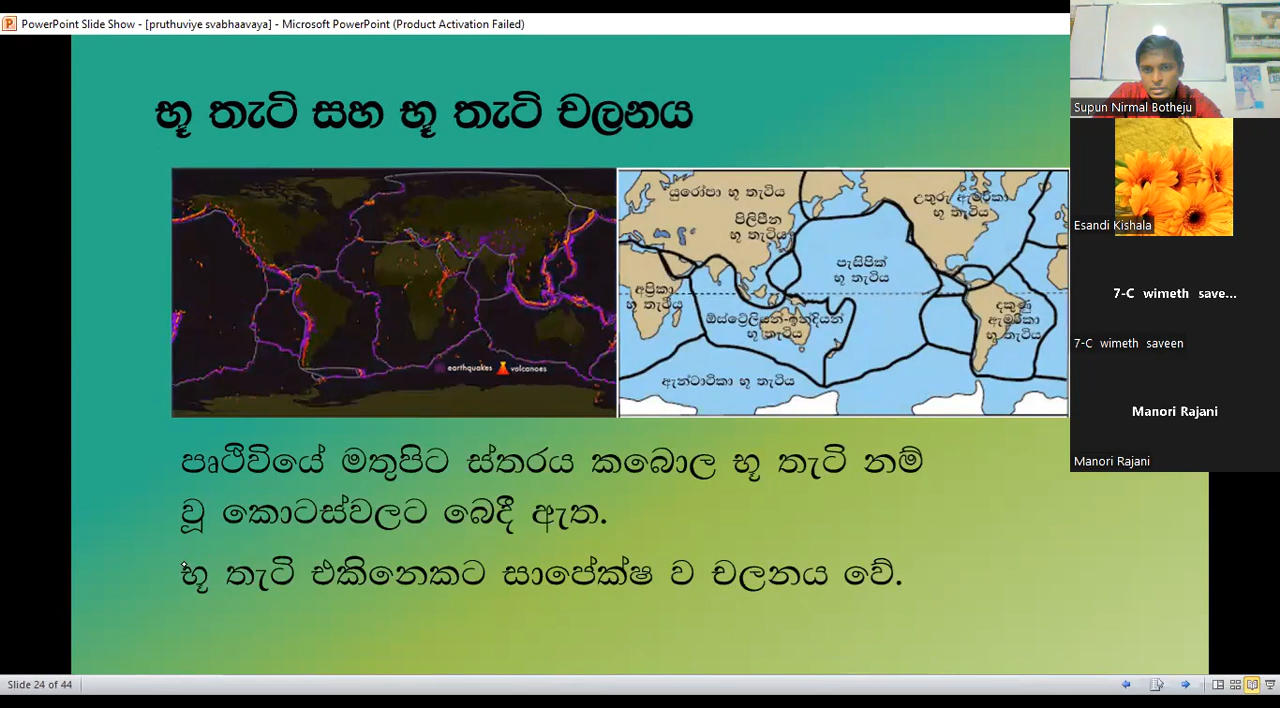 PowerPoint Slide Show - [pruthuviye svabhaavaya] - Microsoft PowerPoint (Product Activation Failed)
භූ තැටි සහ භූ තැටි චලනය
earthquakes
volcanoes
යුරෝපා භූ තැටිය
පිලිපීන
භූ තැටිය
උතුරු ඇමරිකා
භූ තැටිය
පැසිපික්
භූ තැටිය
අප්‍රිකා
භූ තැටිය
ඕස්ට්‍රේලියන්-ඉන්දියන්
භූ තැටිය
දකුණු
ඇමරිකා
භූ තැටිය
ඇන්ටාටිකා භූ තැටිය
පෘථිවියේ මතුපිට ස්තරය කබොල භූ තැටි නම්
වූ කොටස්වලට බෙදී ඇත.
භූ තැටි එකිනෙකට සාපේක්ෂ ව චලනය වේ.
Supun Nirmal Botheju
Esandi Kishala
7-C wimeth save...
7-C wimeth saveen
Manori Rajani
Manori Rajani
Slide 24 of 44